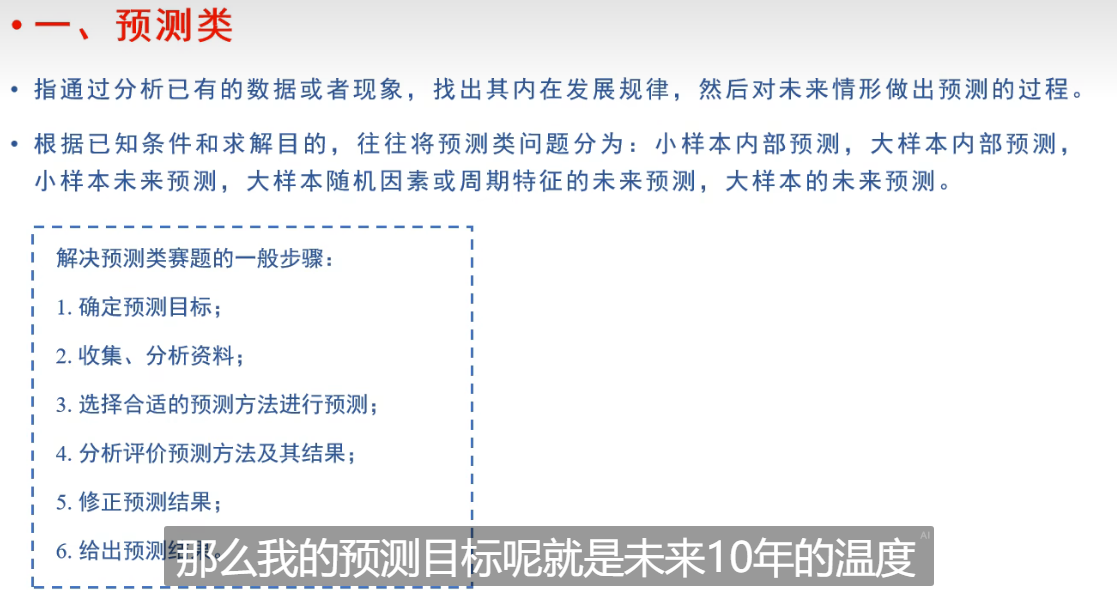 • 一、预测类
• 指通过分析已有的数据或者现象，找出其内在发展规律，然后对未来情形做出预测的过程。
• 根据已知条件和求解目的，往往将预测类问题分为：小样本内部预测，大样本内部预测，
小样本未来预测，大样本随机因素或周期特征的未来预测，大样本的未来预测。
解决预测类赛题的一般步骤：
1. 确定预测目标；
2. 收集、分析资料；
3. 选择合适的预测方法进行预测；
4. 分析评价预测方法及其结果；
5. 修正预测结果；
6. 给出预测
那么我的预测目标呢就是未来10年的温度
AI